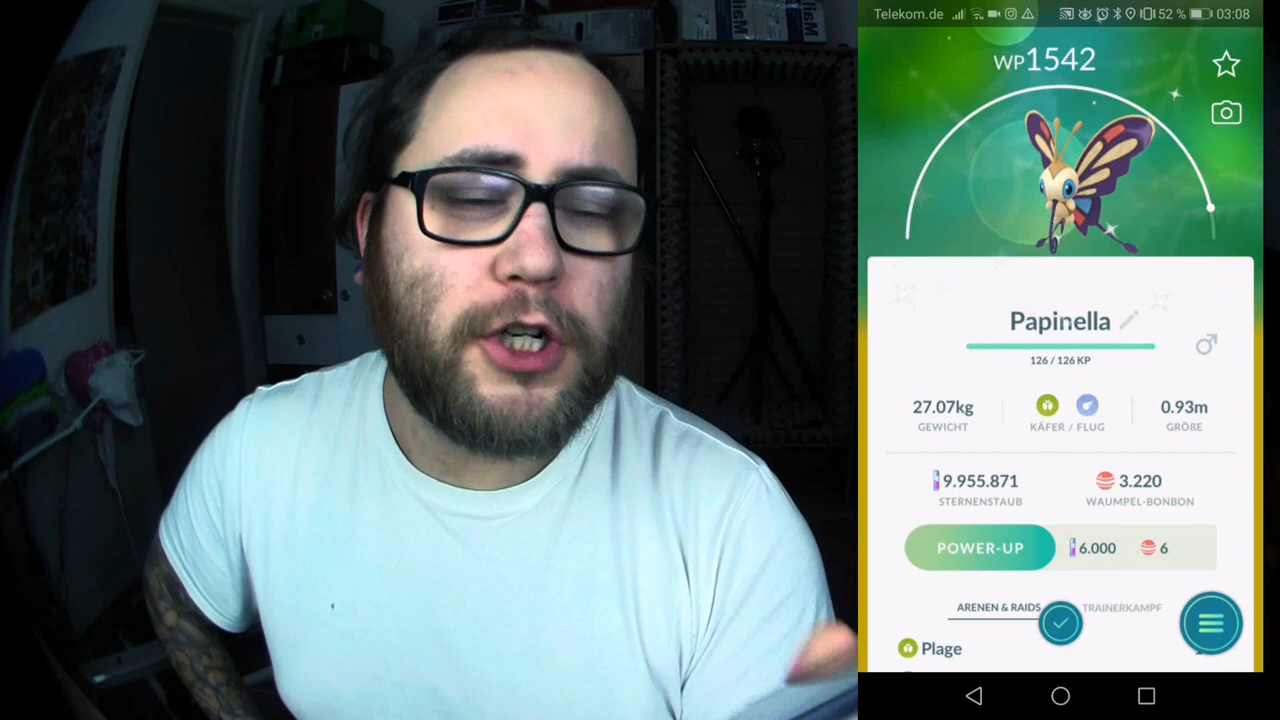 Telekom.de 52 % 03:08
WP1542
Papinella
126 / 126 KP
27.07kg
GEWICHT
KÄFER / FLUG
0.93m
GRÖßE
9.955.871
STERNENSTAUB
3.220
WAUMPEL-BONBON
POWER-UP 6.000 6
ARENEN & RAIDS TRAINERKAMPF
Plage